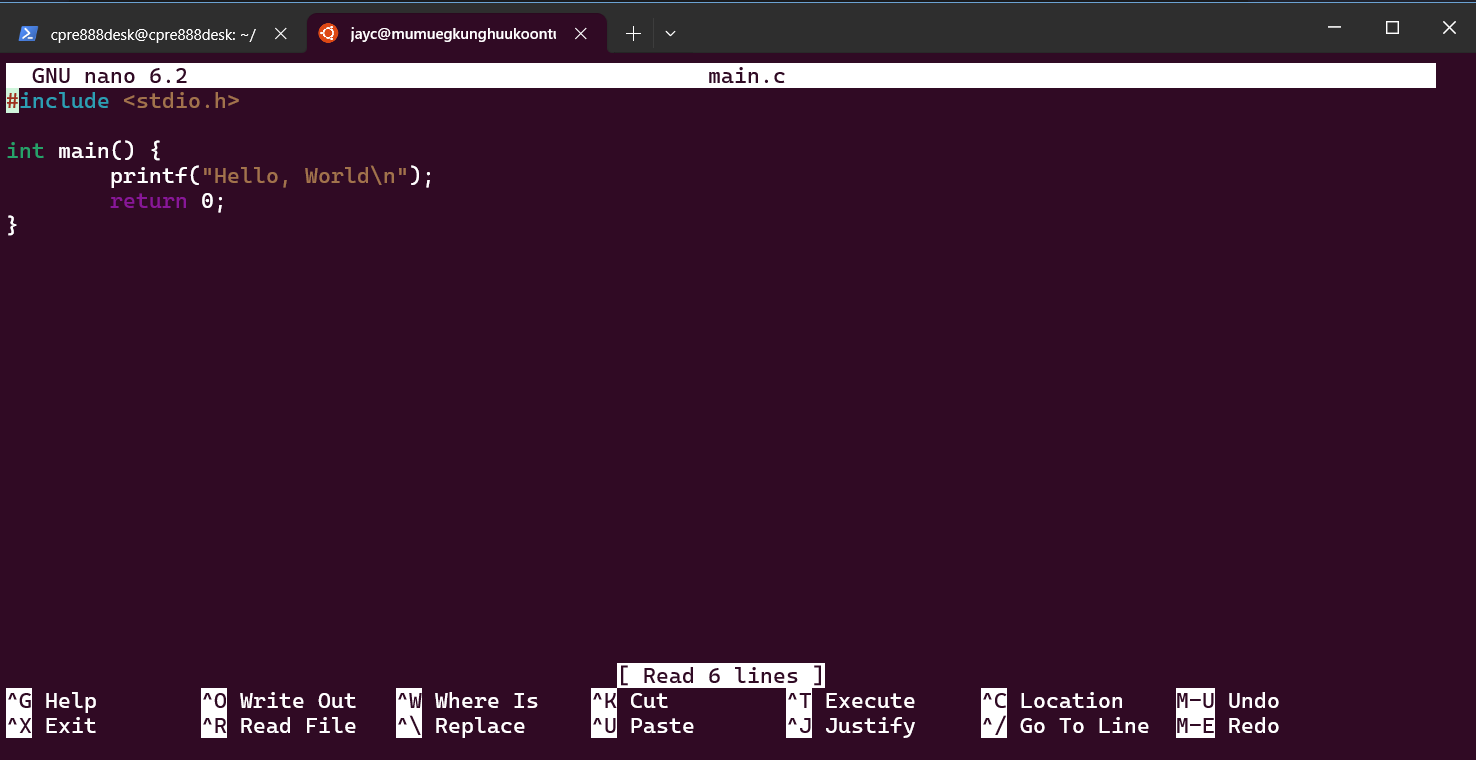 cpre888desk@cpre888desk: ~/
jayc@mumuegkunghuukoontu
GNU nano 6.2 main.c
#include <stdio.h>
int main() {
printf("Hello, World\n");
return 0;
}
[ Read 6 lines ]
^G Help ^O Write Out ^W Where Is ^K Cut ^T Execute ^C Location M-U Undo
^X Exit ^R Read File ^\ Replace ^U Paste ^J Justify ^/ Go To Line M-E Redo